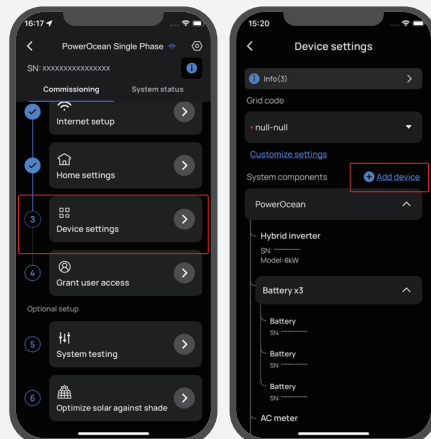 16:17
PowerOcean Single Phase
SN: xxxxxxxxxxxxxxxx
Commissioning
System status
Internet setup
Home settings
3
Device settings
4
Grant user access
Optional setup
5
System testing
6
Optimize solar against shade
15:20
Device settings
Info(3)
Grid code
* null-null
Customize settings
System components
Add device
PowerOcean
Hybrid inverter
SN:
Model: 6kW
Battery x3
Battery
SN:
Battery
SN:
Battery
SN:
AC meter